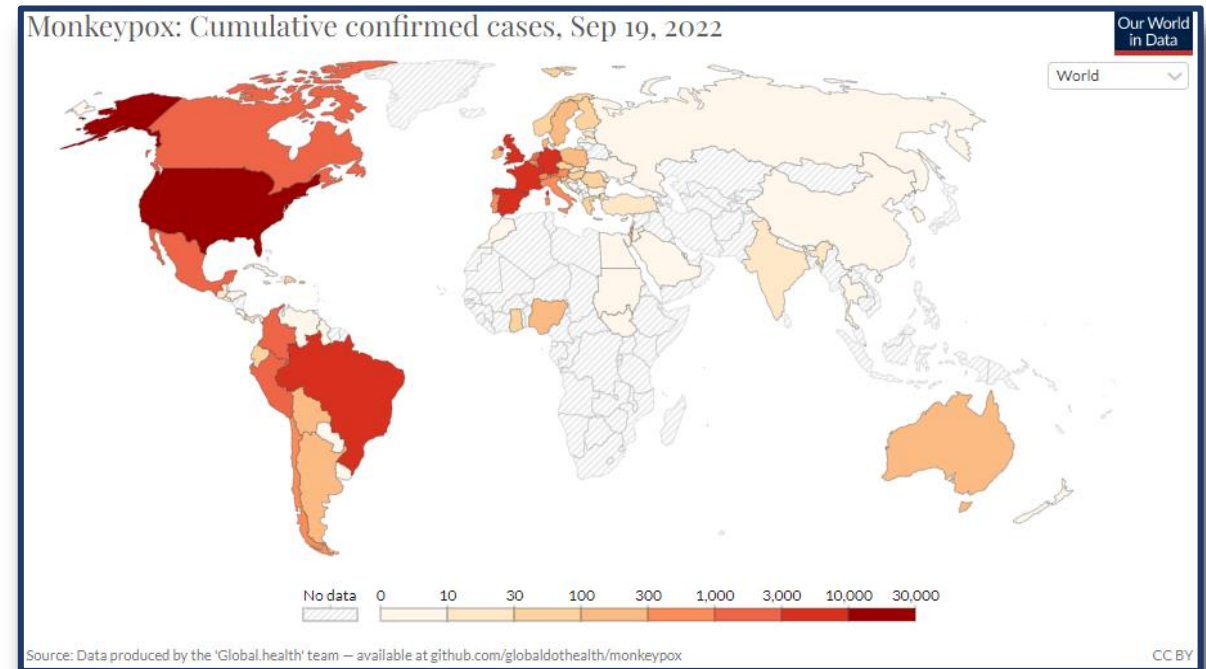 Monkeypox: Cumulative confirmed cases, Sep 19, 2022
Our World
in Data
World
No data 0 10 30 100 300 1,000 3,000 10,000 30,000
Source: Data produced by the 'Global.health' team — available at github.com/globaldothealth/monkeypox
CC BY